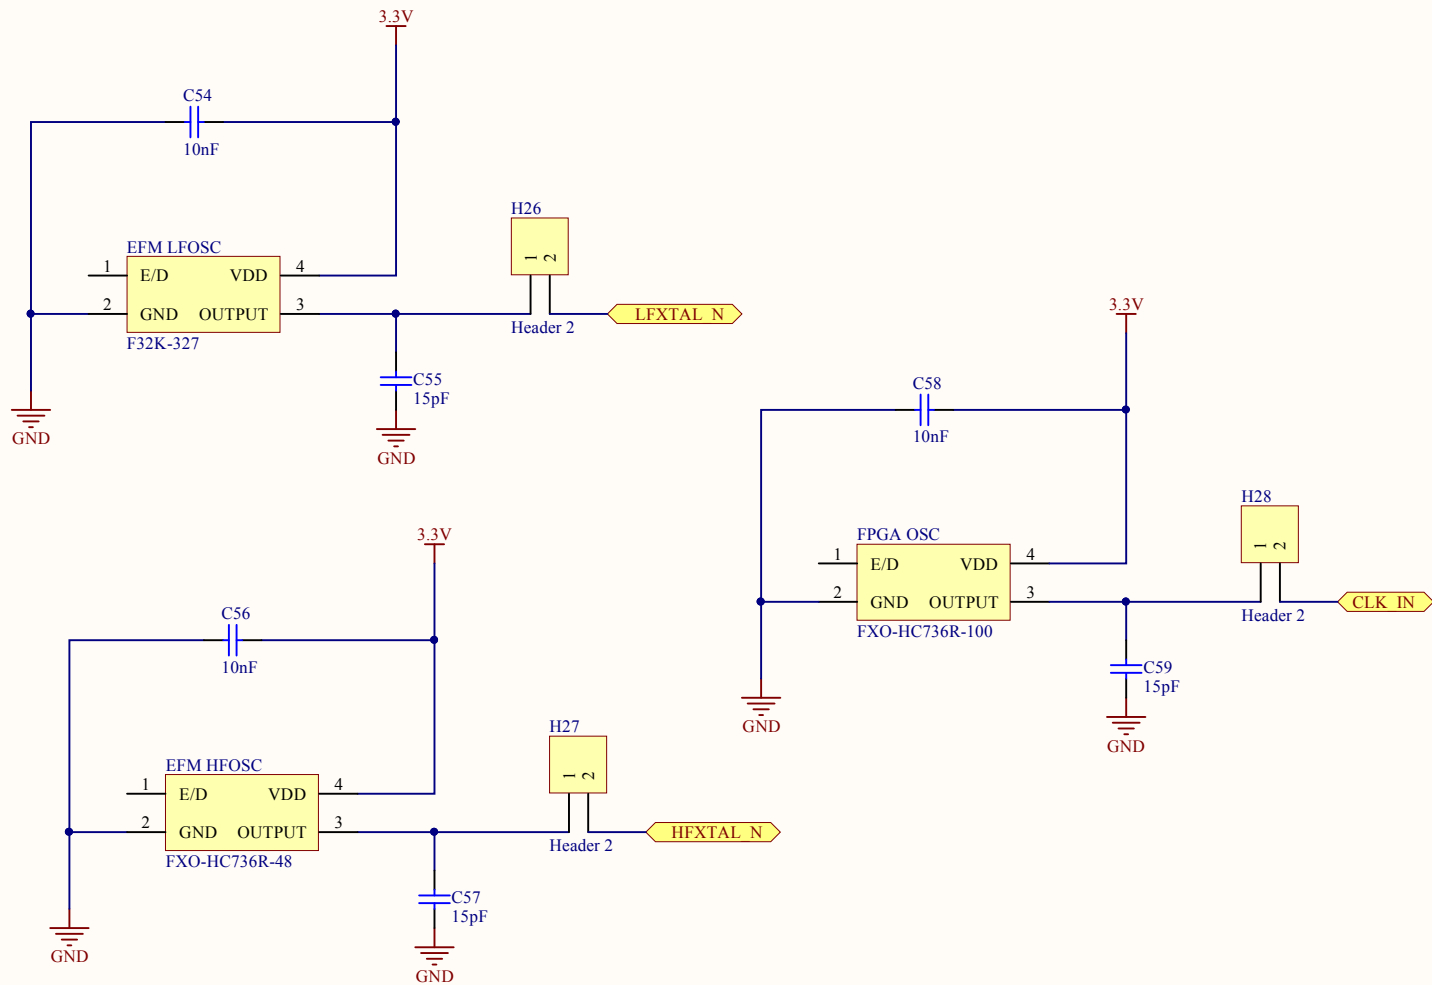 3.3V
C54
10nF
EFM LFOSC
1 E/D VDD 4
2 GND OUTPUT 3
F32K-327
H26
1 2
Header 2
LFXTAL_N
C55
15pF
GND
GND
3.3V
C58
10nF
FPGA OSC
1 E/D VDD 4
2 GND OUTPUT 3
FXO-HC736R-100
H28
1 2
Header 2
CLK_IN
C59
15pF
GND
GND
3.3V
C56
10nF
EFM HFOSC
1 E/D VDD 4
2 GND OUTPUT 3
FXO-HC736R-48
H27
1 2
Header 2
HFXTAL_N
C57
15pF
GND
GND